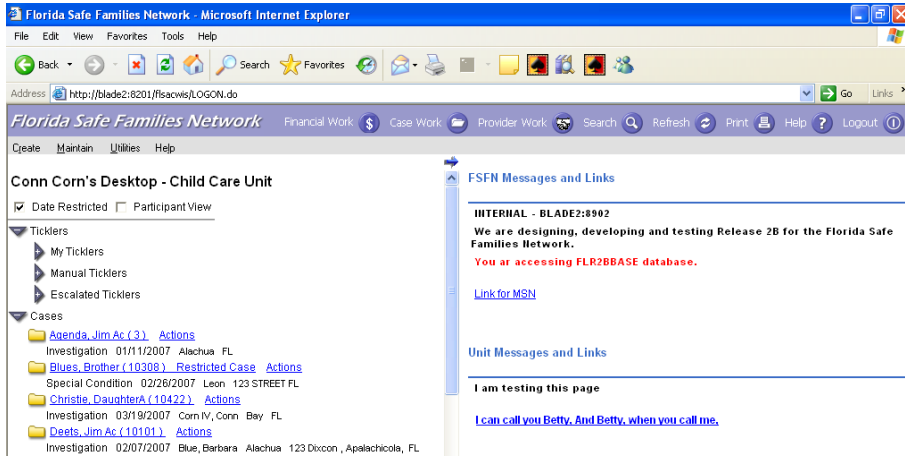 Florida Safe Families Network - Microsoft Internet Explorer
File Edit View Favorites Tools Help
Back Search Favorites
Address http://blade2:8201/flsacwis/LOGON.do Go Links
Florida Safe Families Network Financial Work $ Case Work Provider Work Search Refresh Print Help ? Logout
Create Maintain Utilities Help
Conn Corn's Desktop - Child Care Unit
Date Restricted Participant View
Ticklers
My Ticklers
Manual Ticklers
Escalated Ticklers
Cases
Agenda, Jim Ac ( 3 ) Actions
Investigation 01/11/2007 Alachua FL
Blues, Brother ( 10308 ) Restricted Case Actions
Special Condition 02/26/2007 Leon 123 STREET FL
Christie, DaughterA ( 10422 ) Actions
Investigation 03/19/2007 Corn IV, Conn Bay FL
Deets, Jim Ac ( 10101 ) Actions
Investigation 02/07/2007 Blue, Barbara Alachua 123 Dixcon , Apalachicola, FL
FSFN Messages and Links
INTERNAL - BLADE2:8902
We are designing, developing and testing Release 2B for the Florida Safe
Families Network.
You ar accessing FLR2BBASE database.
Link for MSN
Unit Messages and Links
I am testing this page
I can call you Betty, And Betty, when you call me,